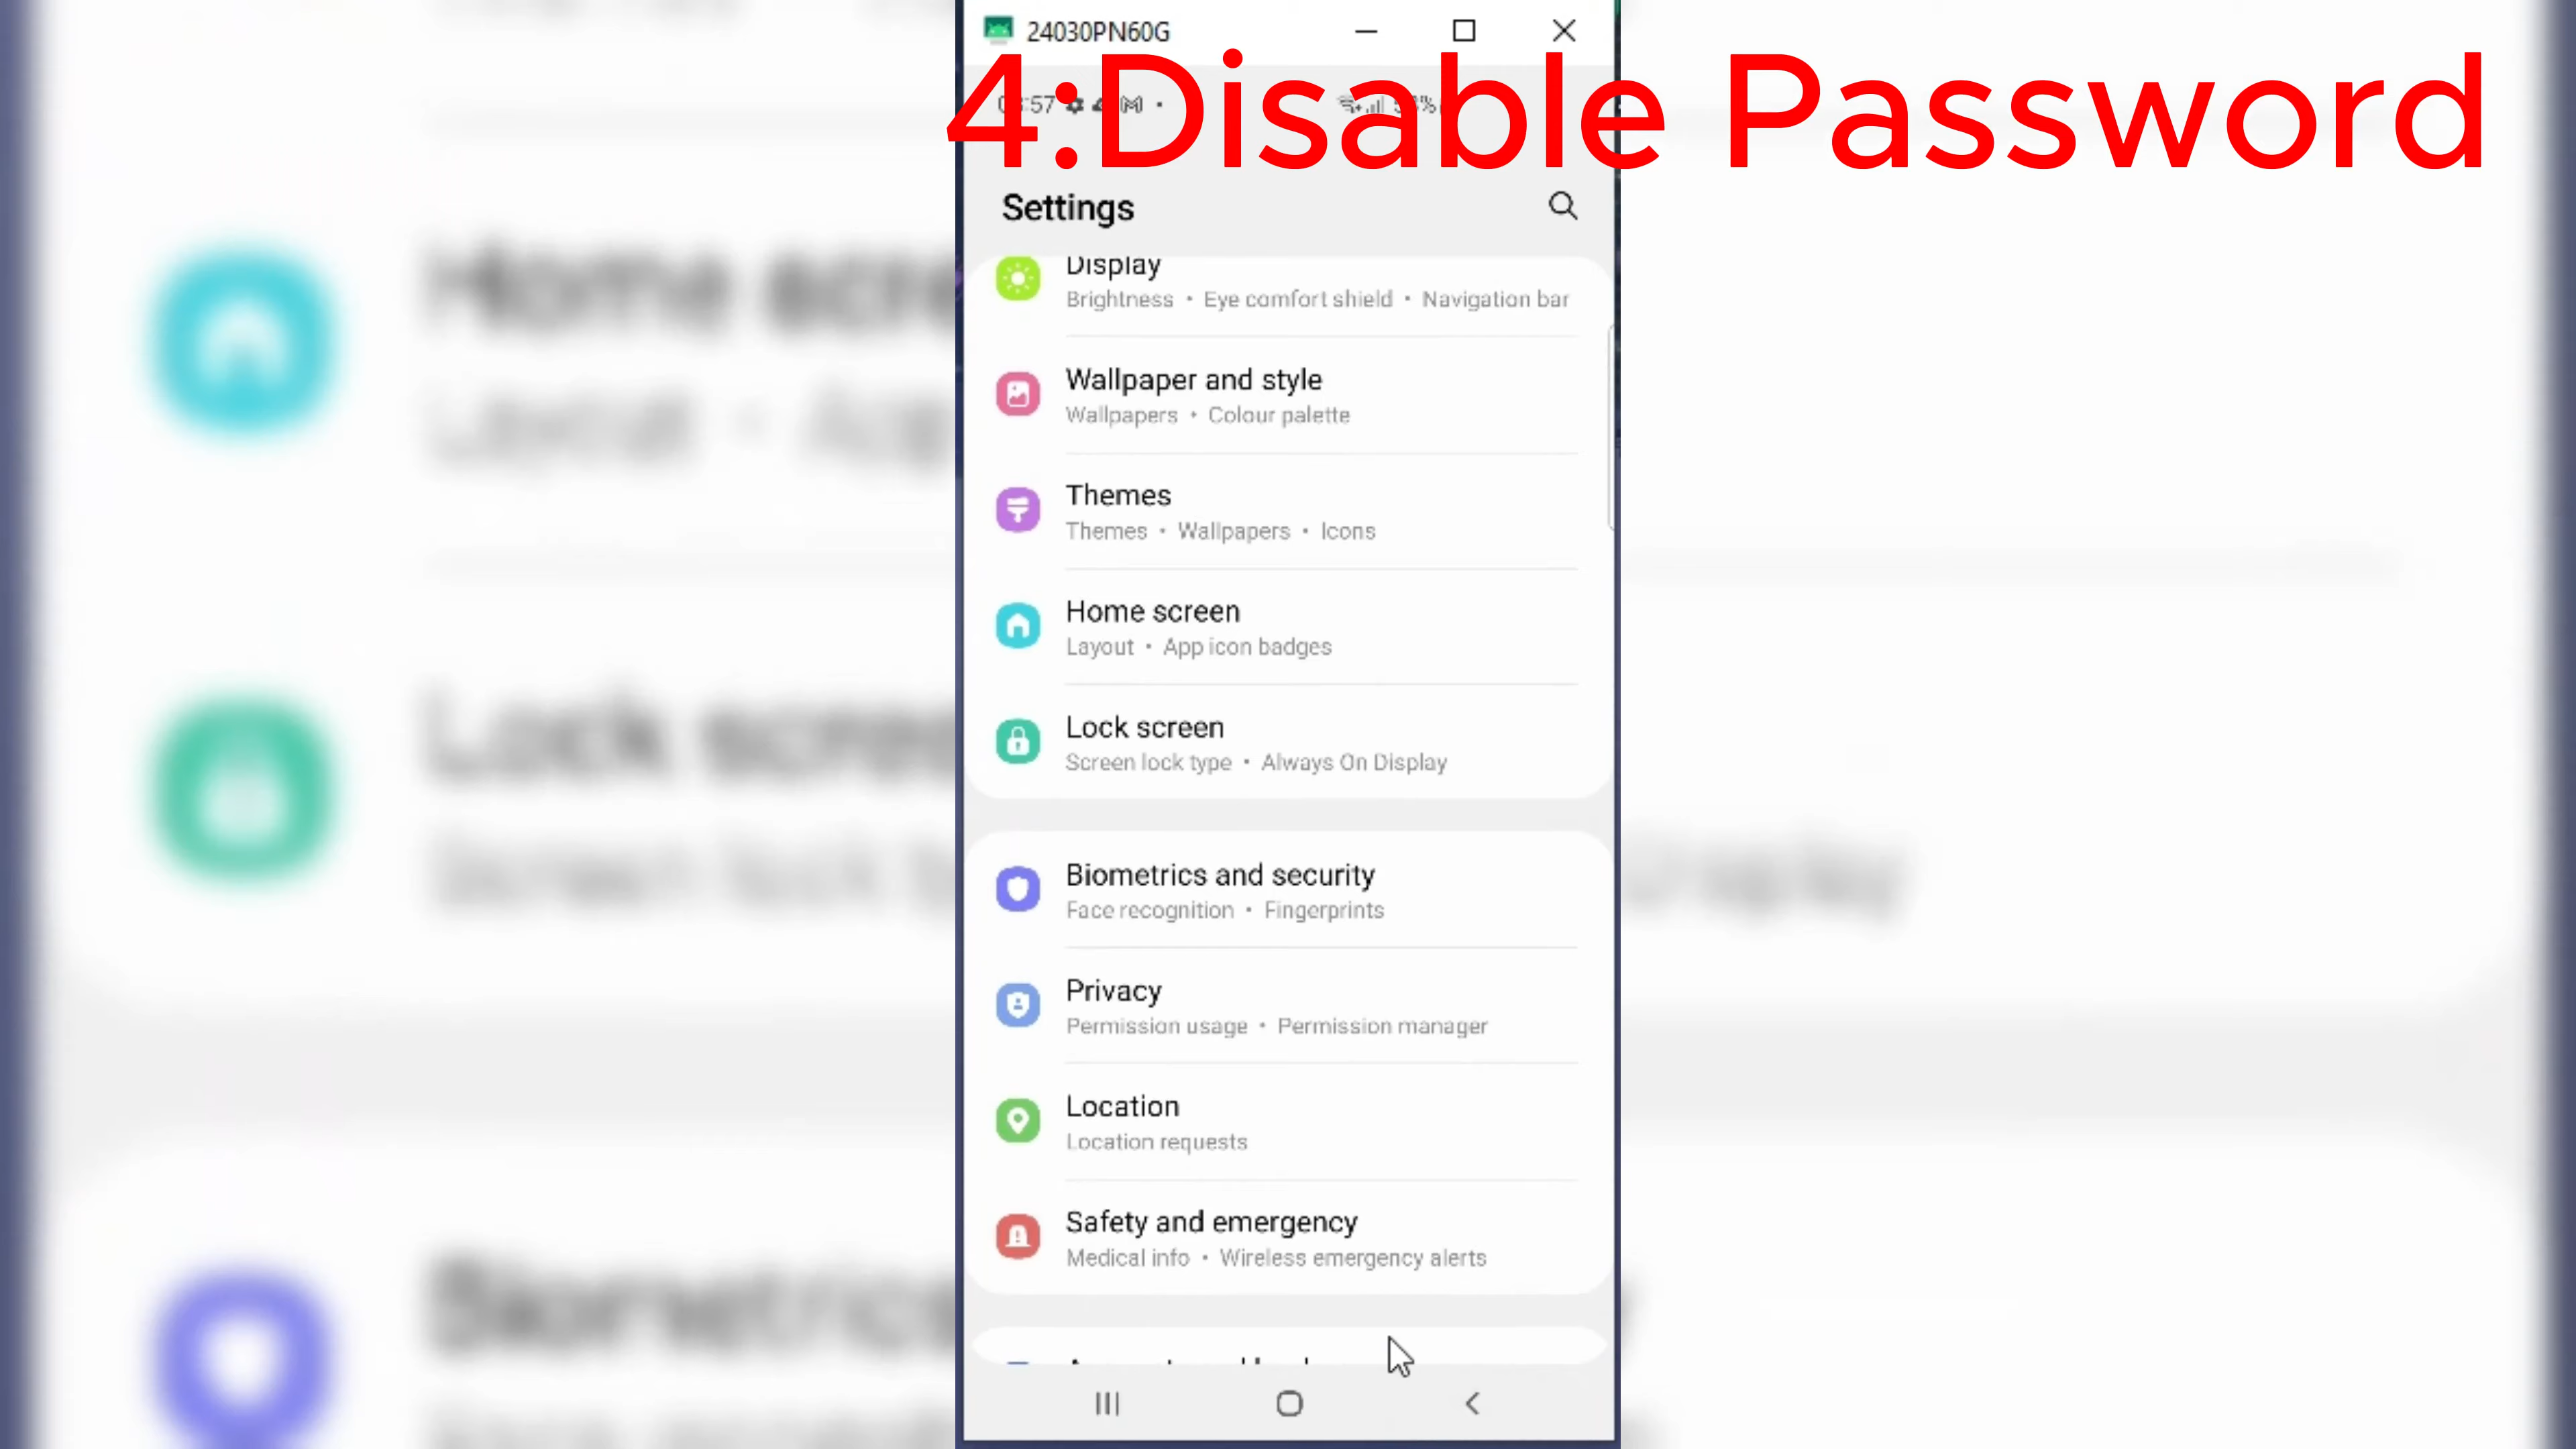 24030PN60G
4:Disable Password
Settings
Display
Brightness • Eye comfort shield • Navigation bar
Wallpaper and style
Wallpapers • Colour palette
Themes
Themes • Wallpapers • Icons
Home screen
Layout • App icon badges
Lock screen
Screen lock type • Always On Display
Biometrics and security
Face recognition • Fingerprints
Privacy
Permission usage • Permission manager
Location
Location requests
Safety and emergency
Medical info • Wireless emergency alerts